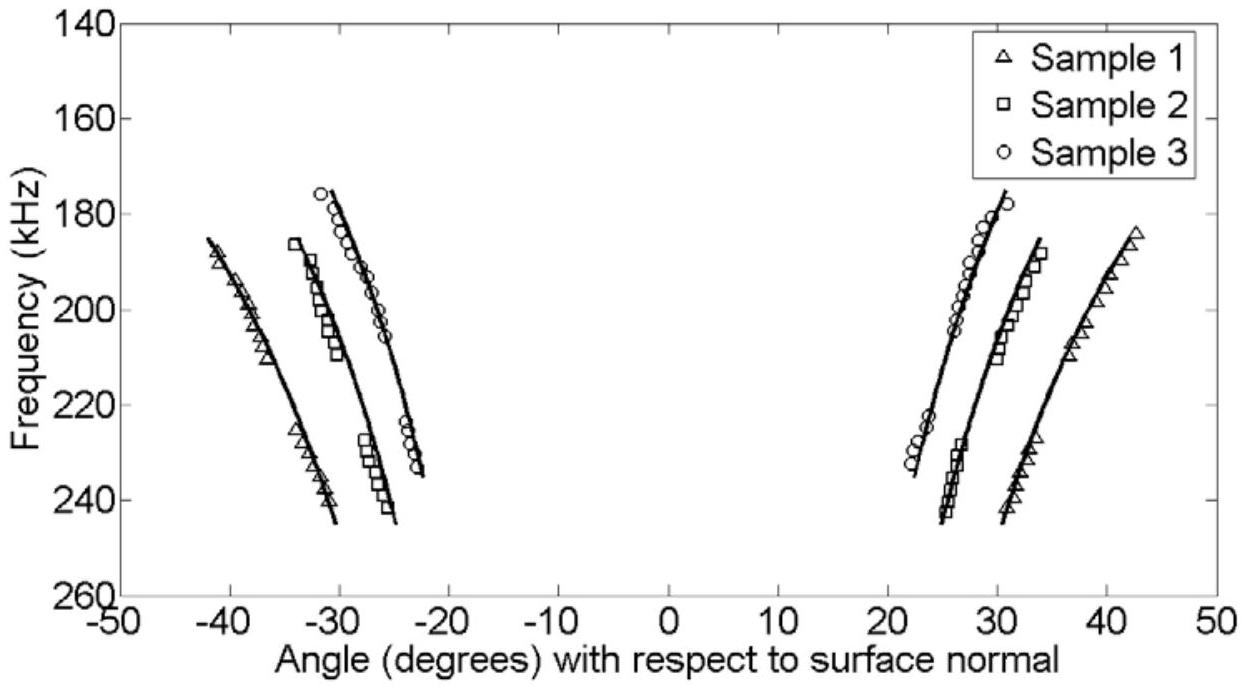 140
160
180
200
220
240
260
Frequency (kHz)
Sample 1
Sample 2
Sample 3
-50 -40 -30 -20 -10 0 10 20 30 40 50
Angle (degrees) with respect to surface normal